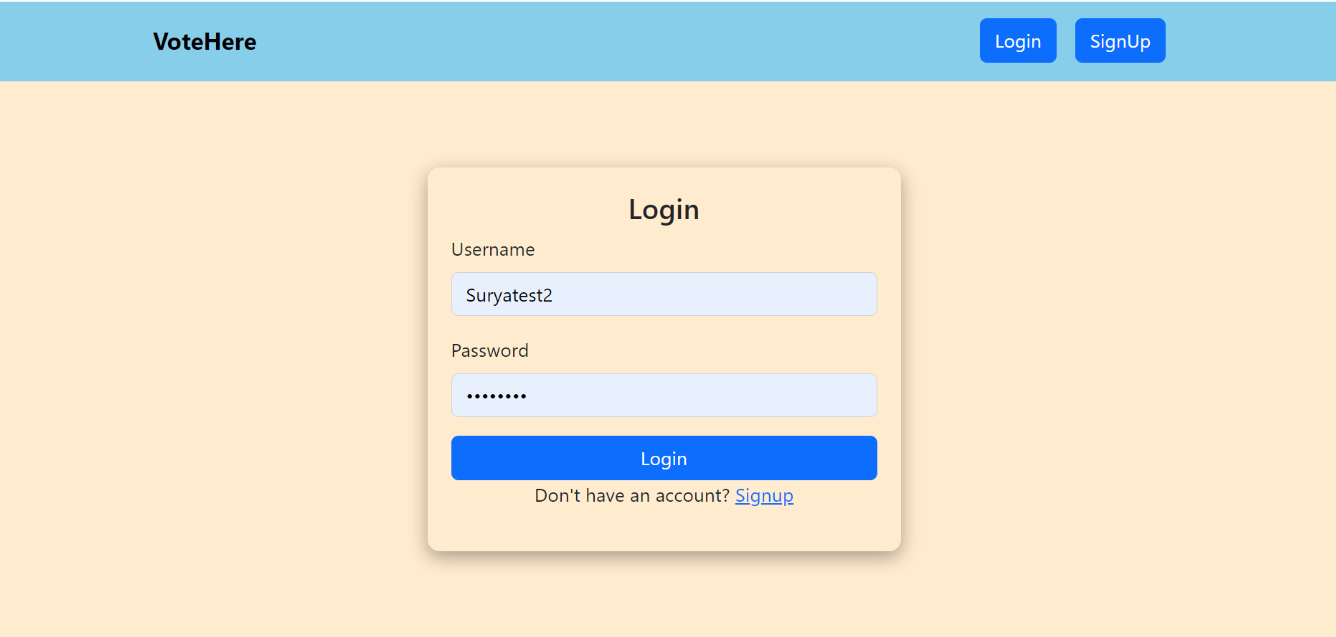 VoteHere
Login
SignUp
Login
Username
Suryatest2
Password
••••••••
Login
Don't have an account? Signup